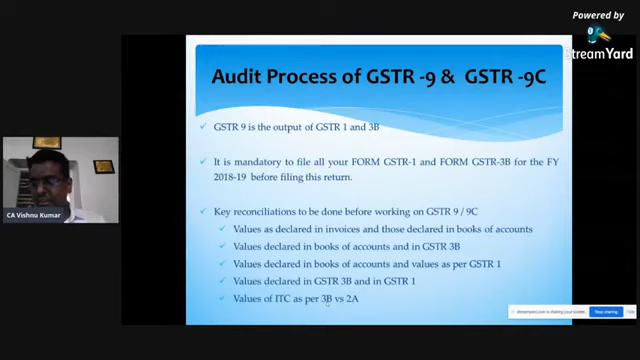 Powered by
StreamYard
Audit Process of GSTR -9 & GSTR -9C
GSTR 9 is the output of GSTR 1 and 3B
It is mandatory to file all your FORM GSTR-1 and FORM GSTR-3B for the FY
2018-19 before filing this return.
Key reconciliations to be done before working on GSTR 9 / 9C
Values as declared in invoices and those declared in books of accounts
Values declared in books of accounts and in GSTR 3B
Values declared in books of accounts and values as per GSTR 1
Values declared in GSTR 3B and in GSTR 1
Values of ITC as per 3B vs 2A
CA Vishnu Kumar
streamyard.com is sharing your screen.
Stop sharing